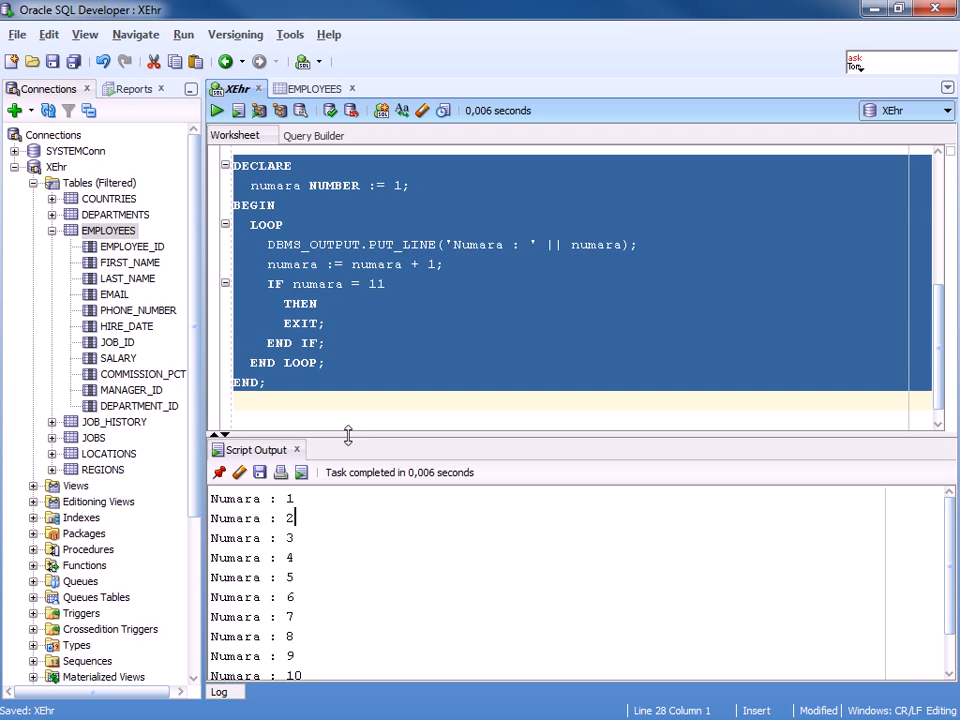 Oracle SQL Developer : XEhr
File Edit View Navigate Run Versioning Tools Help
ask
Tom
Connections Reports XEhr EMPLOYEES
0,006 seconds XEhr
Worksheet Query Builder
Connections
SYSTEMConn
XEhr
Tables (Filtered)
COUNTRIES
DEPARTMENTS
EMPLOYEES
EMPLOYEE_ID
FIRST_NAME
LAST_NAME
EMAIL
PHONE_NUMBER
HIRE_DATE
JOB_ID
SALARY
COMMISSION_PCT
MANAGER_ID
DEPARTMENT_ID
JOB_HISTORY
JOBS
LOCATIONS
REGIONS
Views
Editioning Views
Indexes
Packages
Procedures
Functions
Queues
Queues Tables
Triggers
Crossedition Triggers
Types
Sequences
Materialized Views
DECLARE
numara NUMBER := 1;
BEGIN
LOOP
DBMS_OUTPUT.PUT_LINE('Numara : ' || numara);
numara := numara + 1;
IF numara = 11
THEN
EXIT;
END IF;
END LOOP;
END;
Script Output
Task completed in 0,006 seconds
Numara : 1
Numara : 2
Numara : 3
Numara : 4
Numara : 5
Numara : 6
Numara : 7
Numara : 8
Numara : 9
Numara : 10
Log
Saved: XEhr Line 28 Column 1 Insert Modified Windows: CR/LF Editing